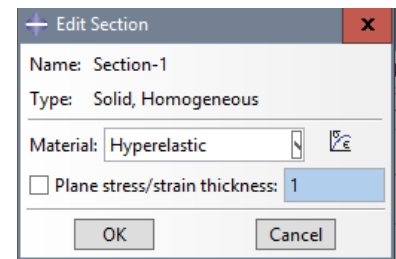 Edit Section
x
Name: Section-1
Type: Solid, Homogeneous
Material: Hyperelastic σ ε
Plane stress/strain thickness: 1
OK Cancel